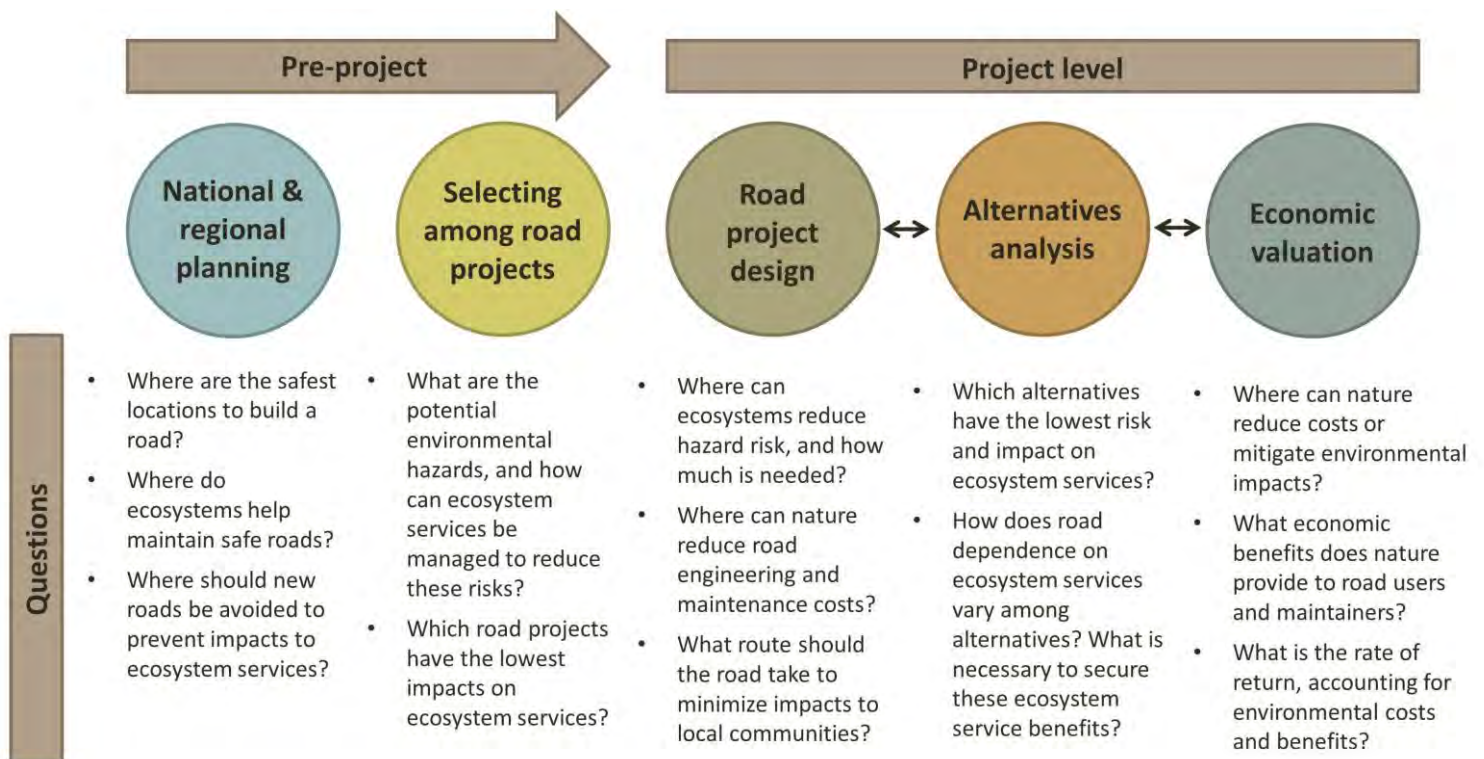 Pre-project
Project level
National &
regional
planning
Selecting
among road
projects
Road
project
design
Alternatives
analysis
Economic
valuation
Questions
• Where are the safest
locations to build a
road?
• Where do
ecosystems help
maintain safe roads?
• Where should new
roads be avoided to
prevent impacts to
ecosystem services?
• What are the
potential
environmental
hazards, and how
can ecosystem
services be
managed to reduce
these risks?
• Which road projects
have the lowest
impacts on
ecosystem services?
• Where can
ecosystems reduce
hazard risk, and how
much is needed?
• Where can nature
reduce road
engineering and
maintenance costs?
• What route should
the road take to
minimize impacts to
local communities?
• Which alternatives
have the lowest risk
and impact on
ecosystem services?
• How does road
dependence on
ecosystem services
vary among
alternatives? What is
necessary to secure
these ecosystem
service benefits?
• Where can nature
reduce costs or
mitigate environmental
impacts?
• What economic
benefits does nature
provide to road users
and maintainers?
• What is the rate of
return, accounting for
environmental costs
and benefits?